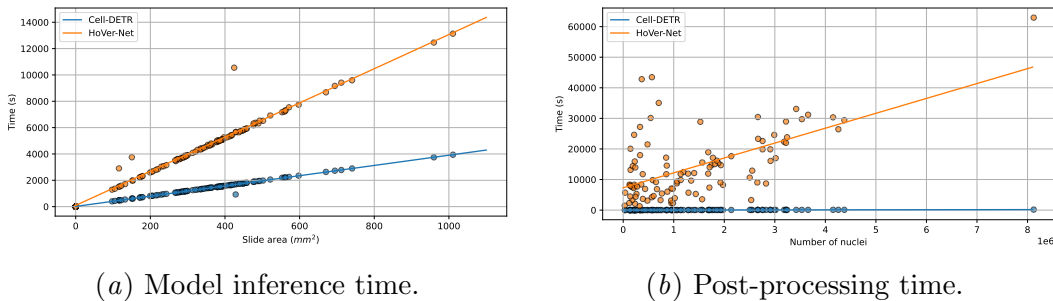 Cell-DETR
HoVer-Net
14000
12000
10000
8000
6000
4000
2000
0
Time (s)
0 200 400 600 800 1000
Slide area (mm²)
(a) Model inference time.
Cell-DETR
HoVer-Net
60000
50000
40000
30000
20000
10000
0
Time (s)
0 1 2 3 4 5 6 7 8
1e6
Number of nuclei
(b) Post-processing time.